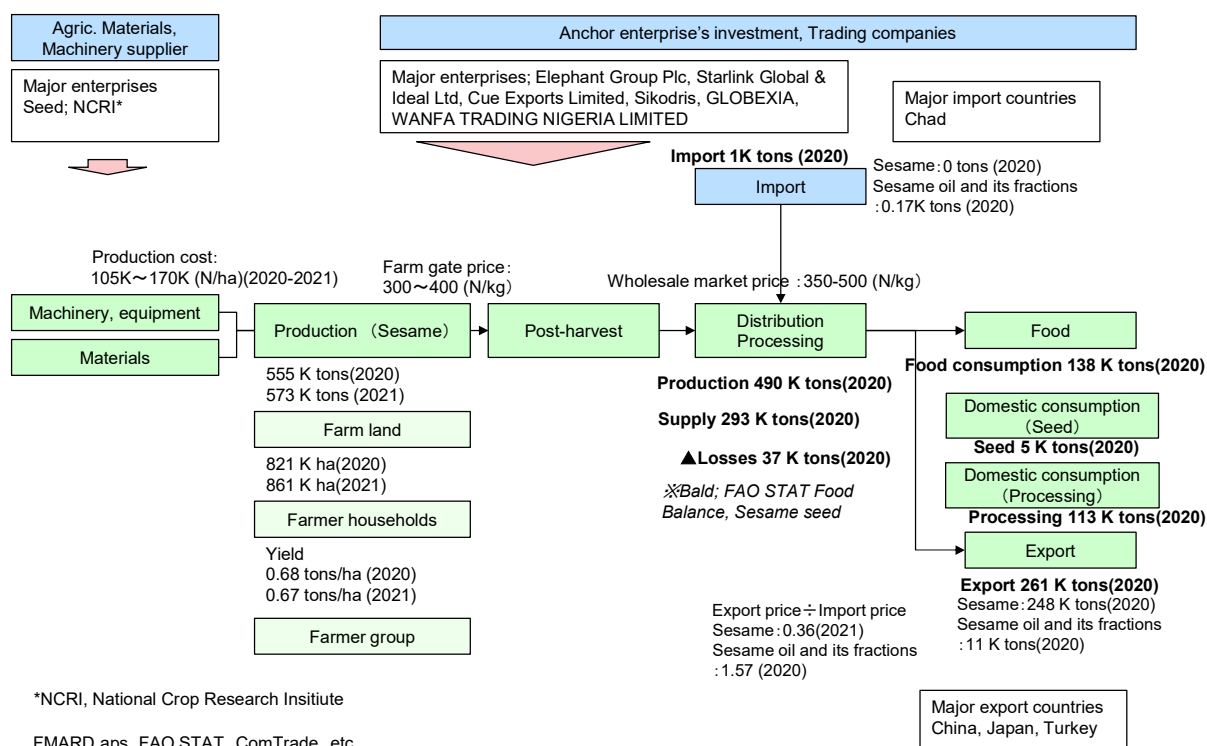 Agric. Materials,
Machinery supplier
Anchor enterprise's investment, Trading companies
Major enterprises
Seed; NCRI*
Major enterprises; Elephant Group Plc, Starlink Global &
Ideal Ltd, Cue Exports Limited, Sikodris, GLOBEXIA,
WANFA TRADING NIGERIA LIMITED
Major import countries
Chad
Import 1K tons (2020)
Import
Sesame:0 tons (2020)
Sesame oil and its fractions
:0.17K tons (2020)
Production cost:
105K～170K (N/ha)(2020-2021)
Farm gate price:
300～400 (N/kg)
Wholesale market price :350-500 (N/kg)
Machinery, equipment
Materials
Production （Sesame）
Post-harvest
Distribution
Processing
Food
555 K tons(2020)
573 K tons (2021)
Farm land
821 K ha(2020)
861 K ha(2021)
Farmer households
Yield
0.68 tons/ha (2020)
0.67 tons/ha (2021)
Farmer group
Production 490 K tons(2020)
Supply 293 K tons(2020)
▲Losses 37 K tons(2020)
※Bald; FAO STAT Food
Balance, Sesame seed
Food consumption 138 K tons(2020)
Domestic consumption
（Seed）
Seed 5 K tons(2020)
Domestic consumption
（Processing）
Processing 113 K tons(2020)
Export
Export 261 K tons(2020)
Sesame:248 K tons(2020)
Sesame oil and its fractions
:11 K tons(2020)
Export price÷Import price
Sesame:0.36(2021)
Sesame oil and its fractions
:1.57 (2020)
Major export countries
China, Japan, Turkey
*NCRI, National Crop Research Insitiute
FMARD aps, FAO STAT, ComTrade, etc